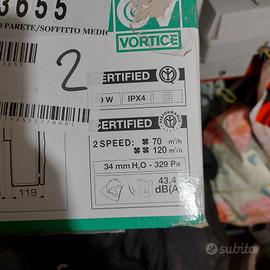 3655
VORTICE
PARETE/SOFFITTO MEDIO
2
CERTIFIED
9 W IPX4
CERTIFIED
2 SPEED: 70 m³/h
120 m³/h
34 mm H₂O - 329 Pa
43,4
dB(A)
119
subito